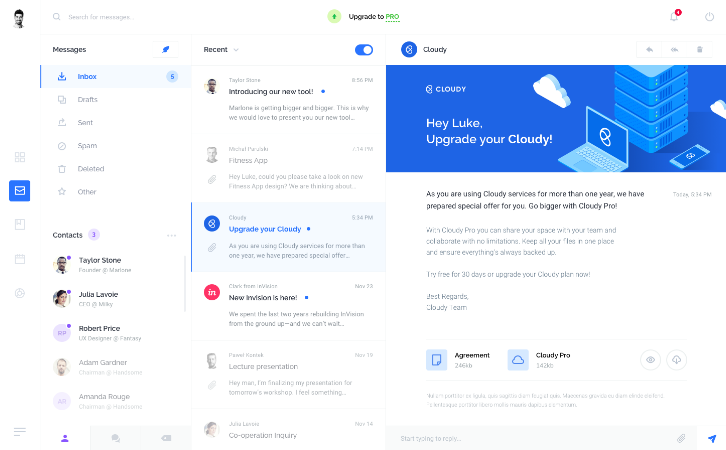 Search for messages...
Upgrade to PRO
4
Messages
Inbox
5
Drafts
Sent
Spam
Deleted
Other
Contacts
3
Taylor Stone
Founder @ Martone
Julia Lavoie
CEO @ Milky
RP
Robert Price
UX Designer @ Fantasy
Adam Gardner
Chairman @ Handsome
AR
Amanda Rouge
Chairman @ Handsome
Recent
Taylor Stone
8:56 PM
Introducing our new tool!
Marlone is getting bigger and bigger. This is why
we would love to present you our new tool...
Michal Parulski
7:14 PM
Fitness App
Hey Luke, could you please take a look on new
Fitness App design? We are thinking about...
Cloudy
5:34 PM
Upgrade your Cloudy
As you are using Cloudy services for more than
one year, we have prepared special offer...
in
Clark from InVision
Nov 23
New Invision is here!
We spent the last two years rebuilding InVision
from the ground up—and we can't wait...
Pawel Kuntak
Nov 19
Lecture presentation
Hey man, I'm finalizing my presentation for
tomorrow's workshop. I feel something...
Julia Lavoie
Nov 14
Co-operation Inquiry
Cloudy
CLOUDY
Hey Luke,
Upgrade your Cloudy!
As you are using Cloudy services for more than one year, we have
prepared special offer for you. Go bigger with Cloudy Pro!
Today, 5:34 PM
With Cloudy Pro you can share your space with your team and
collaborate with no limitations. Keep all your files in one place
and ensure everything's always backed up.
Try free for 30 days or upgrade your Cloudy plan now!
Best Regards,
Cloudy Team
Agreement
246kb
Cloudy Pro
142kb
Start typing to reply...